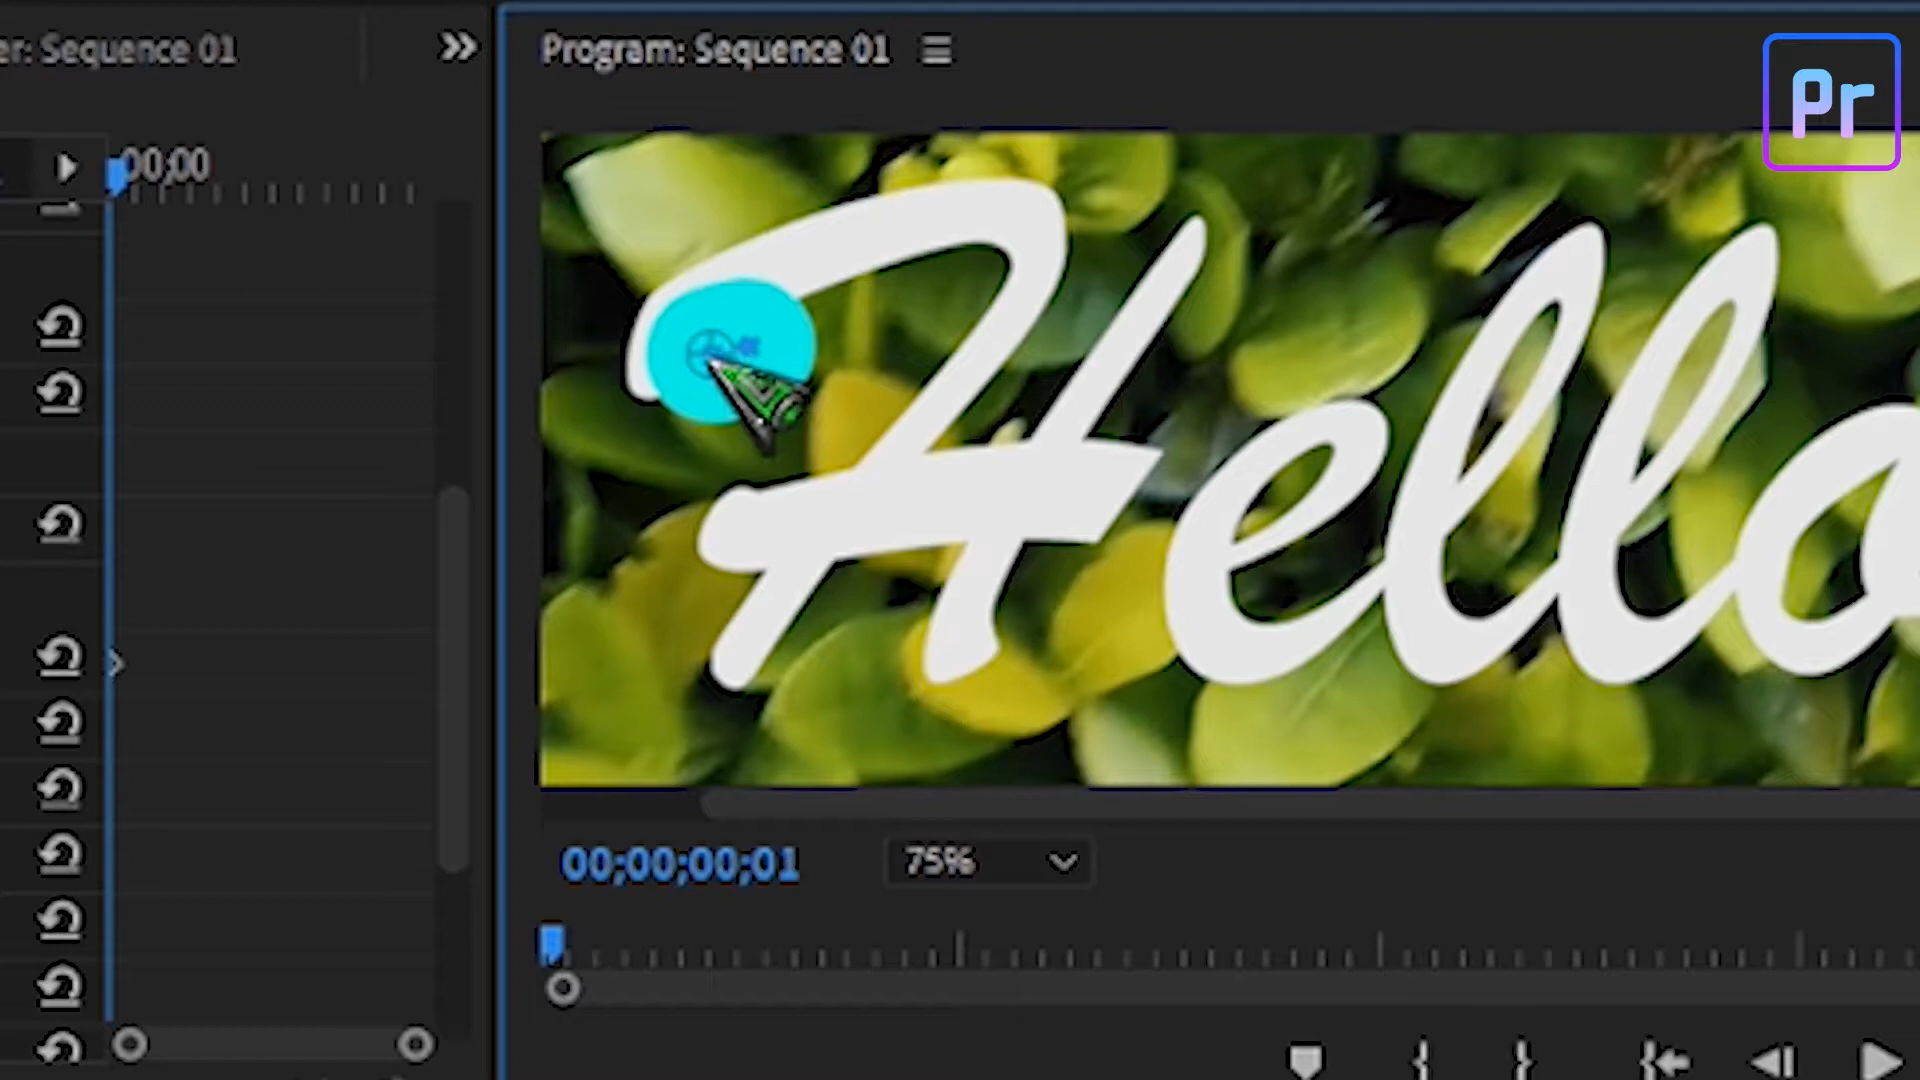 er: Sequence 01
Program: Sequence 01
Pr
00;00
Hello
00;00;00;01
75%